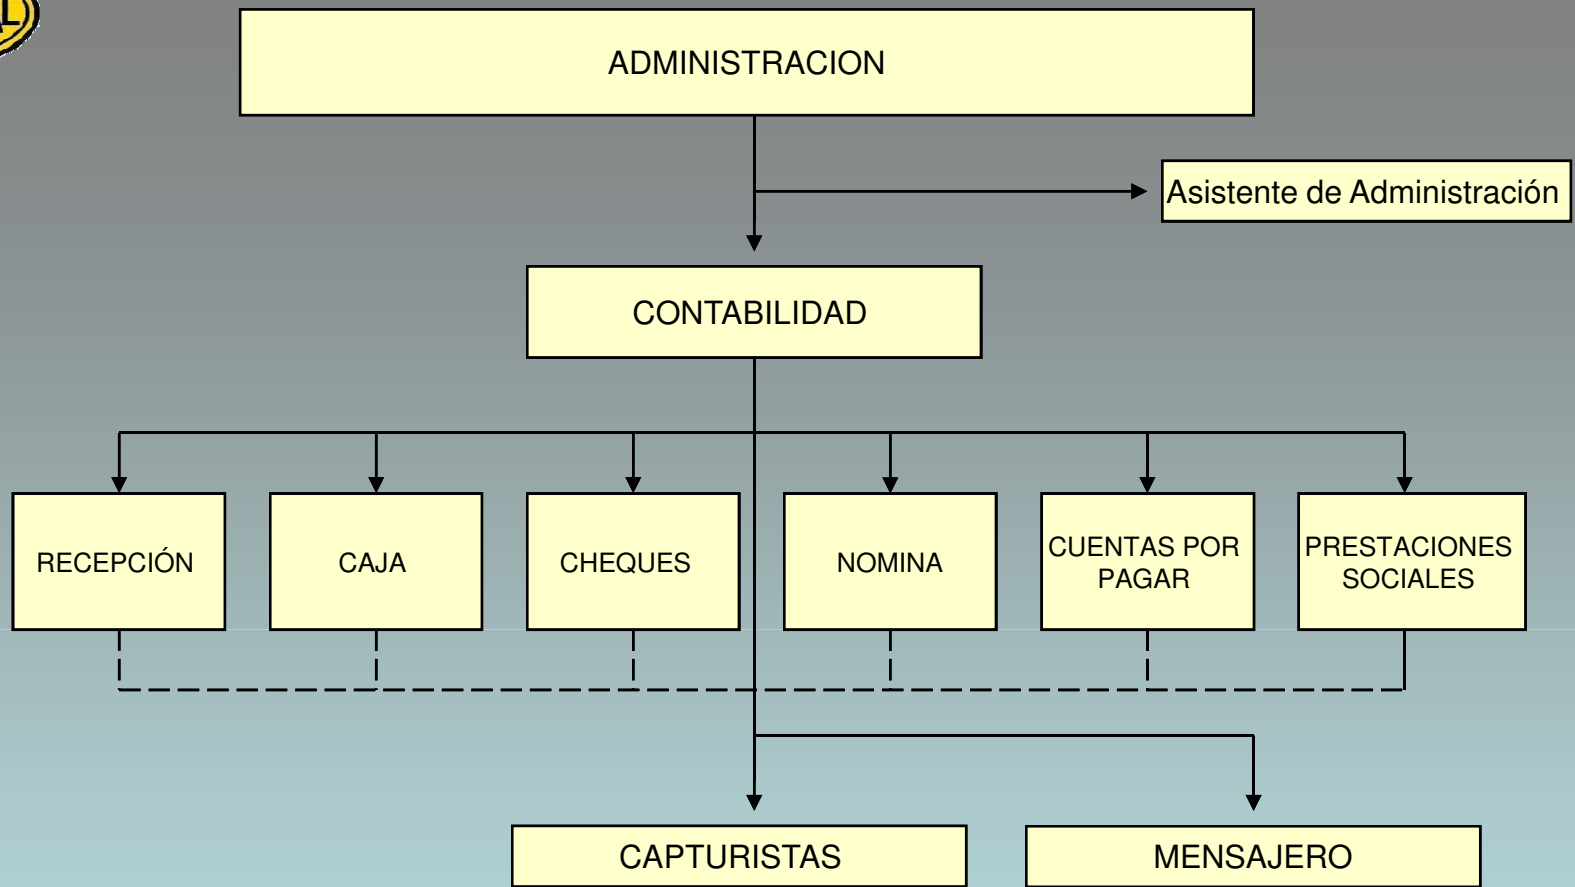 ADMINISTRACION
Asistente de Administración
CONTABILIDAD
RECEPCIÓN
CAJA
CHEQUES
NOMINA
CUENTAS POR
PAGAR
PRESTACIONES
SOCIALES
CAPTURISTAS
MENSAJERO